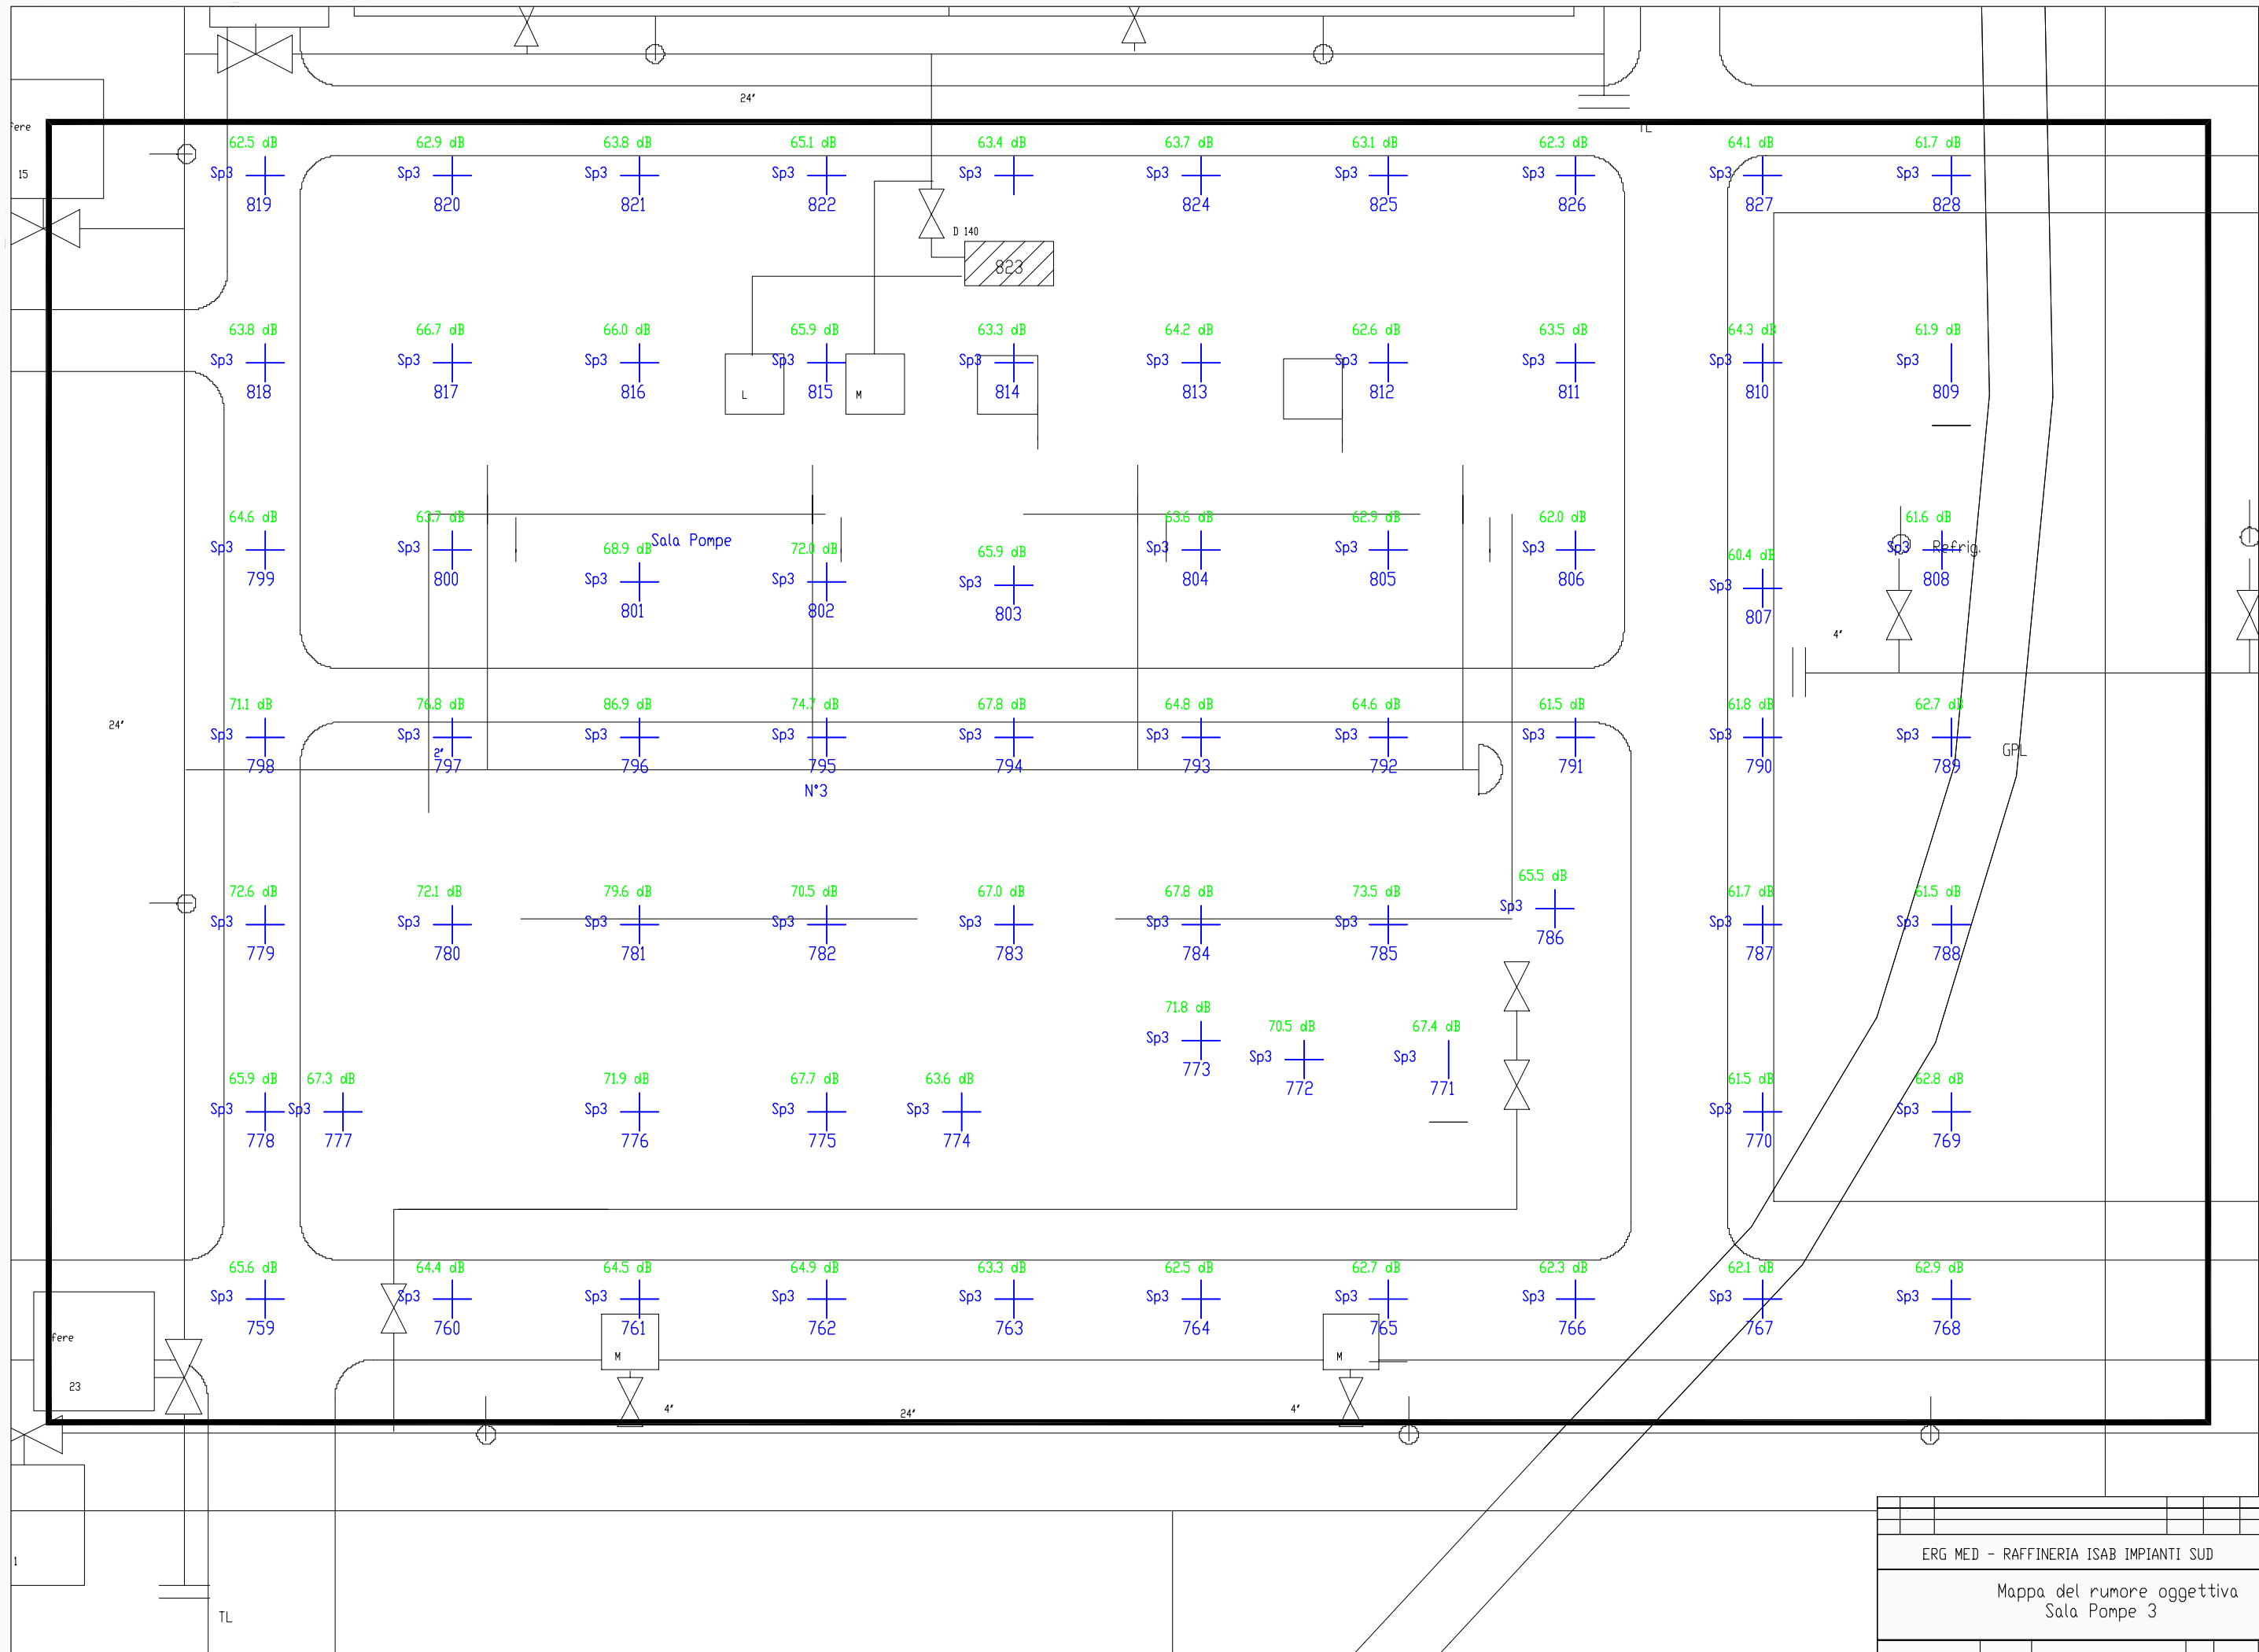 24"
fere
TL
62.5 dB 62.9 dB 63.8 dB 65.1 dB 63.4 dB 63.7 dB 63.1 dB 62.3 dB 64.1 dB 61.7 dB
15
Sp3 Sp3 Sp3 Sp3 Sp3 Sp3 Sp3 Sp3 Sp3 Sp3
819 820 821 822 824 825 826 827 828
D 140
823
63.8 dB 66.7 dB 66.0 dB 65.9 dB 63.3 dB 64.2 dB 62.6 dB 63.5 dB 64.3 dB 61.9 dB
Sp3 Sp3 Sp3 Sp3 Sp3 Sp3 Sp3 Sp3 Sp3 Sp3
818 817 816 815 814 813 812 811 810 809
L M
64.6 dB 63.7 dB 63.6 dB 62.9 dB 62.0 dB 61.6 dB
Sala Pompe
68.9 dB 72.0 dB 65.9 dB 60.4 dB
Sp3 Sp3 Sp3 Sp3 Sp3 Sp3 Refrig.
799 800 804 805 806 808
Sp3 Sp3 Sp3 Sp3
801 802 803 807
4"
71.1 dB 76.8 dB 86.9 dB 74.7 dB 67.8 dB 64.8 dB 64.6 dB 61.5 dB 61.8 dB 62.7 dB
24"
Sp3 Sp3 Sp3 Sp3 Sp3 Sp3 Sp3 Sp3 Sp3 Sp3
2" GPL
798 797 796 795 794 793 792 791 790 789
N°3
65.5 dB
72.6 dB 72.1 dB 79.6 dB 70.5 dB 67.0 dB 67.8 dB 73.5 dB 61.7 dB 61.5 dB
Sp3
Sp3 Sp3 Sp3 Sp3 Sp3 Sp3 Sp3 Sp3 Sp3
786
779 780 781 782 783 784 785 787 788
71.8 dB
70.5 dB 67.4 dB
Sp3
Sp3 Sp3
773
772 771
65.9 dB 67.3 dB 71.9 dB 67.7 dB 63.6 dB 61.5 dB 62.8 dB
Sp3 Sp3 Sp3 Sp3 Sp3 Sp3 Sp3
778 777 776 775 774 770 769
65.6 dB 64.4 dB 64.5 dB 64.9 dB 63.3 dB 62.5 dB 62.7 dB 62.3 dB 62.1 dB 62.9 dB
Sp3 Sp3 Sp3 Sp3 Sp3 Sp3 Sp3 Sp3 Sp3 Sp3
759 760 761 762 763 764 765 766 767 768
fere
M M
23
4" 24" 4"
1
TL
ERG MED - RAFFINERIA ISAB IMPIANTI SUD
Mappa del rumore oggettiva
Sala Pompe 3